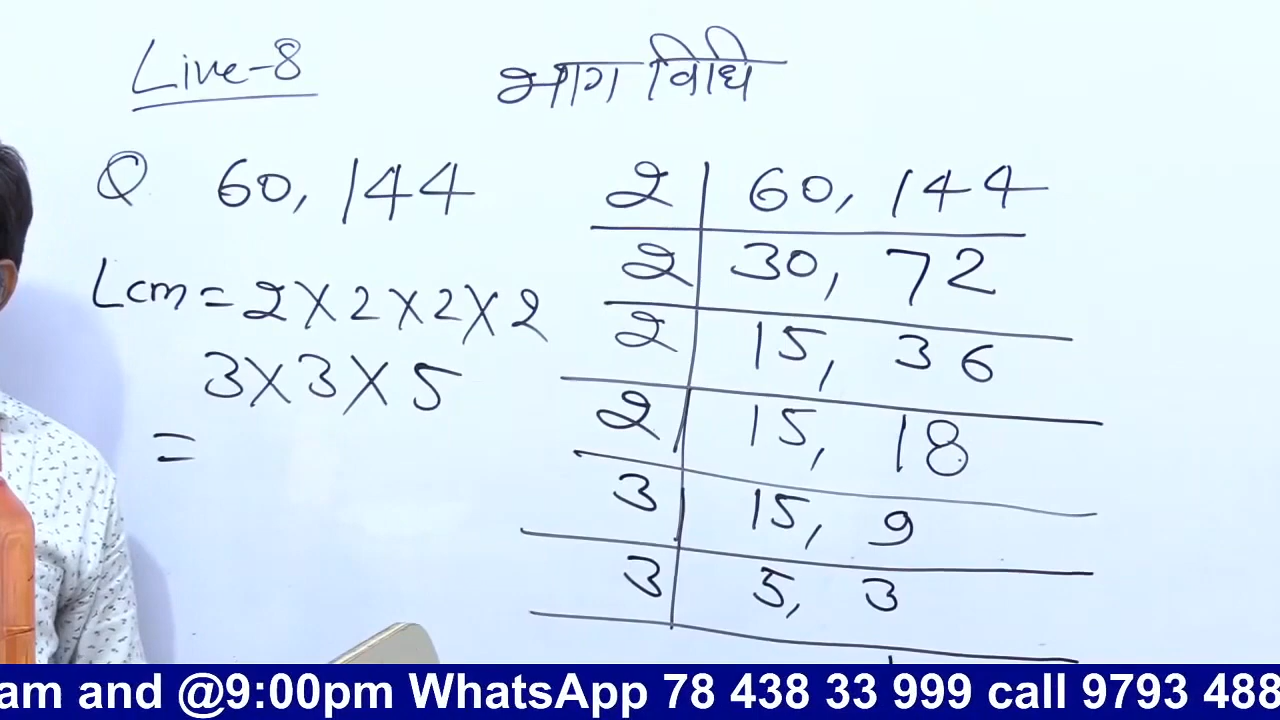 Live-8
भाग विधि
Q 60, 144
Lcm = 2 X 2 X 2 X 2
3 X 3 X 5
=
2 | 60, 144
2 | 30, 72
2 | 15, 36
2 | 15, 18
3 | 15, 9
3 | 5, 3
am and @9:00pm WhatsApp 78 438 33 999 call 9793 488